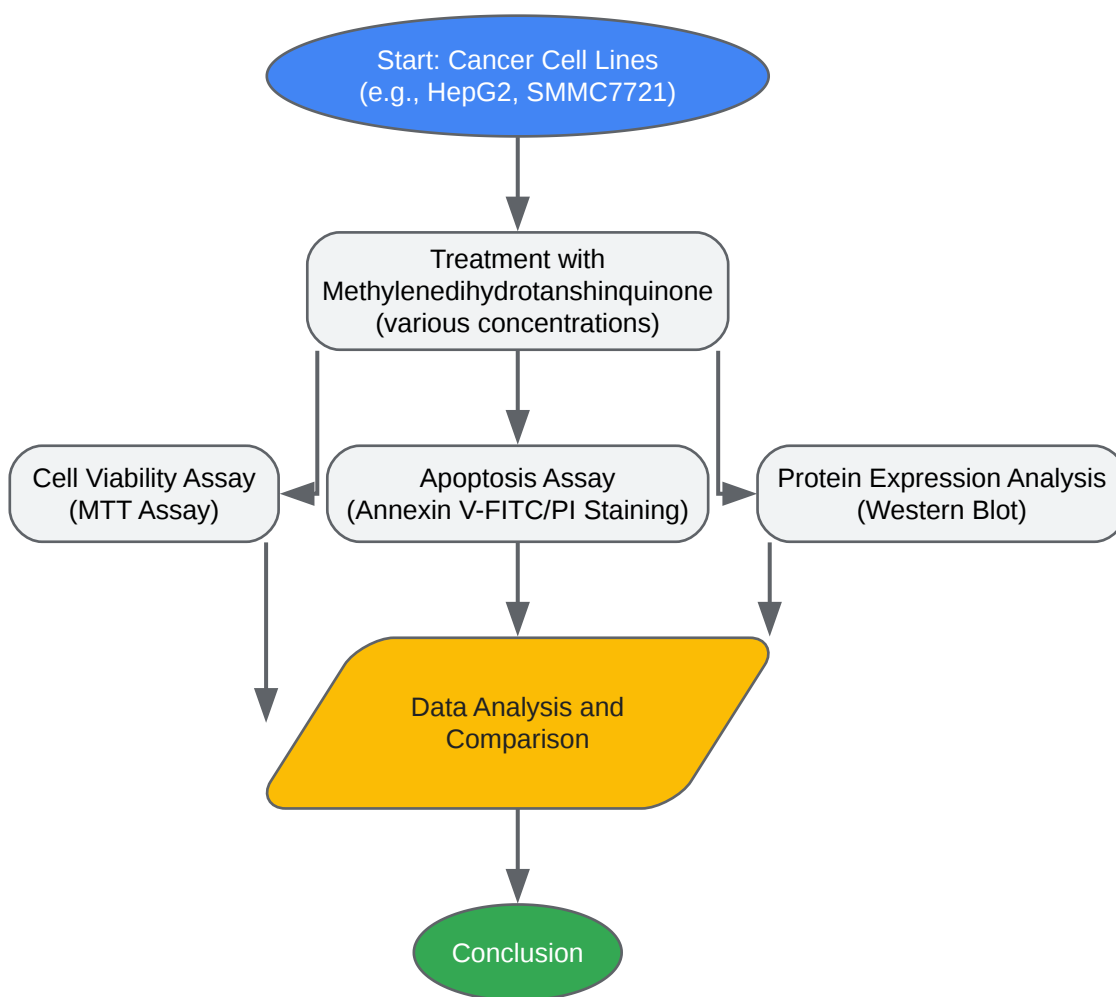 Start: Cancer Cell Lines
(e.g., HepG2, SMMC7721)
Treatment with
Methylenedihydrotanshinquinone
(various concentrations)
Cell Viability Assay
(MTT Assay)
Apoptosis Assay
(Annexin V-FITC/PI Staining)
Protein Expression Analysis
(Western Blot)
Data Analysis and
Comparison
Conclusion